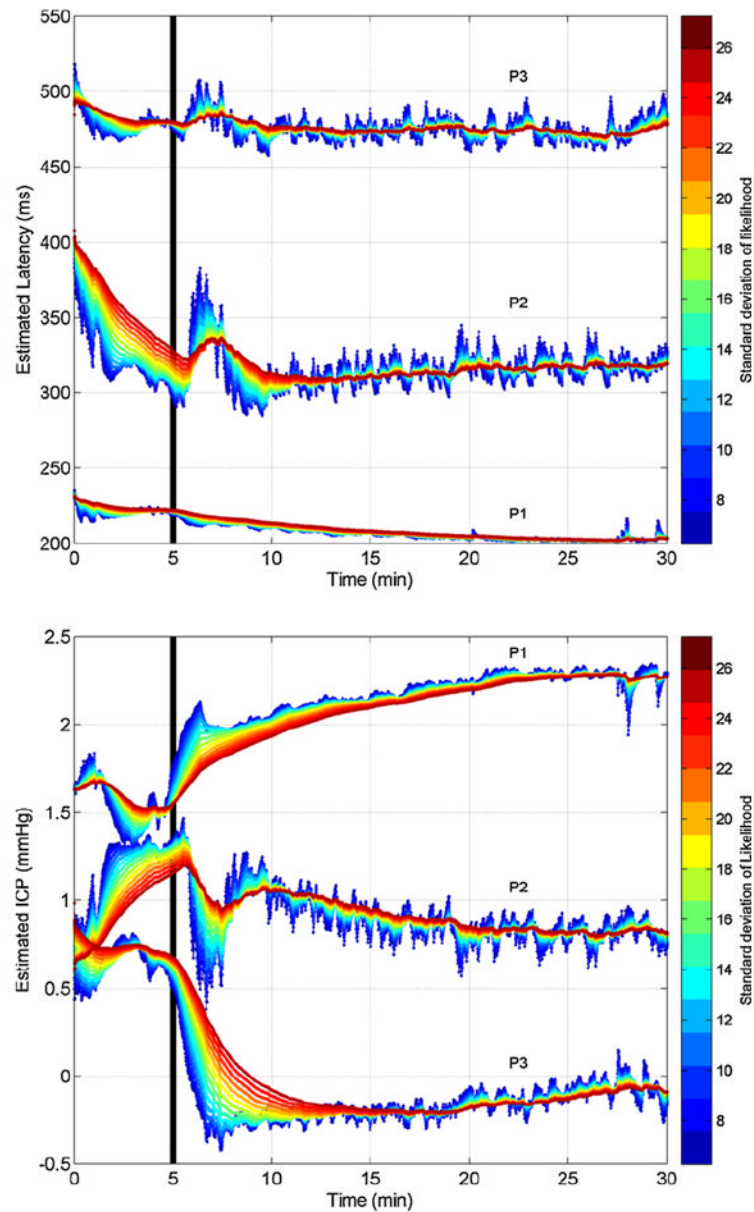 550
500
450
400
350
300
250
200
Estimated Latency (ms)
P3
P2
P1
0 5 10 15 20 25 30
Time (min)
26
24
22
20
18
16
14
12
10
8
Standard deviation of likelihood
2.5
2
1.5
1
0.5
0
-0.5
Estimated ICP (mmHg)
P1
P2
P3
0 5 10 15 20 25 30
Time (min)
26
24
22
20
18
16
14
12
10
8
Standard deviation of Likelihood